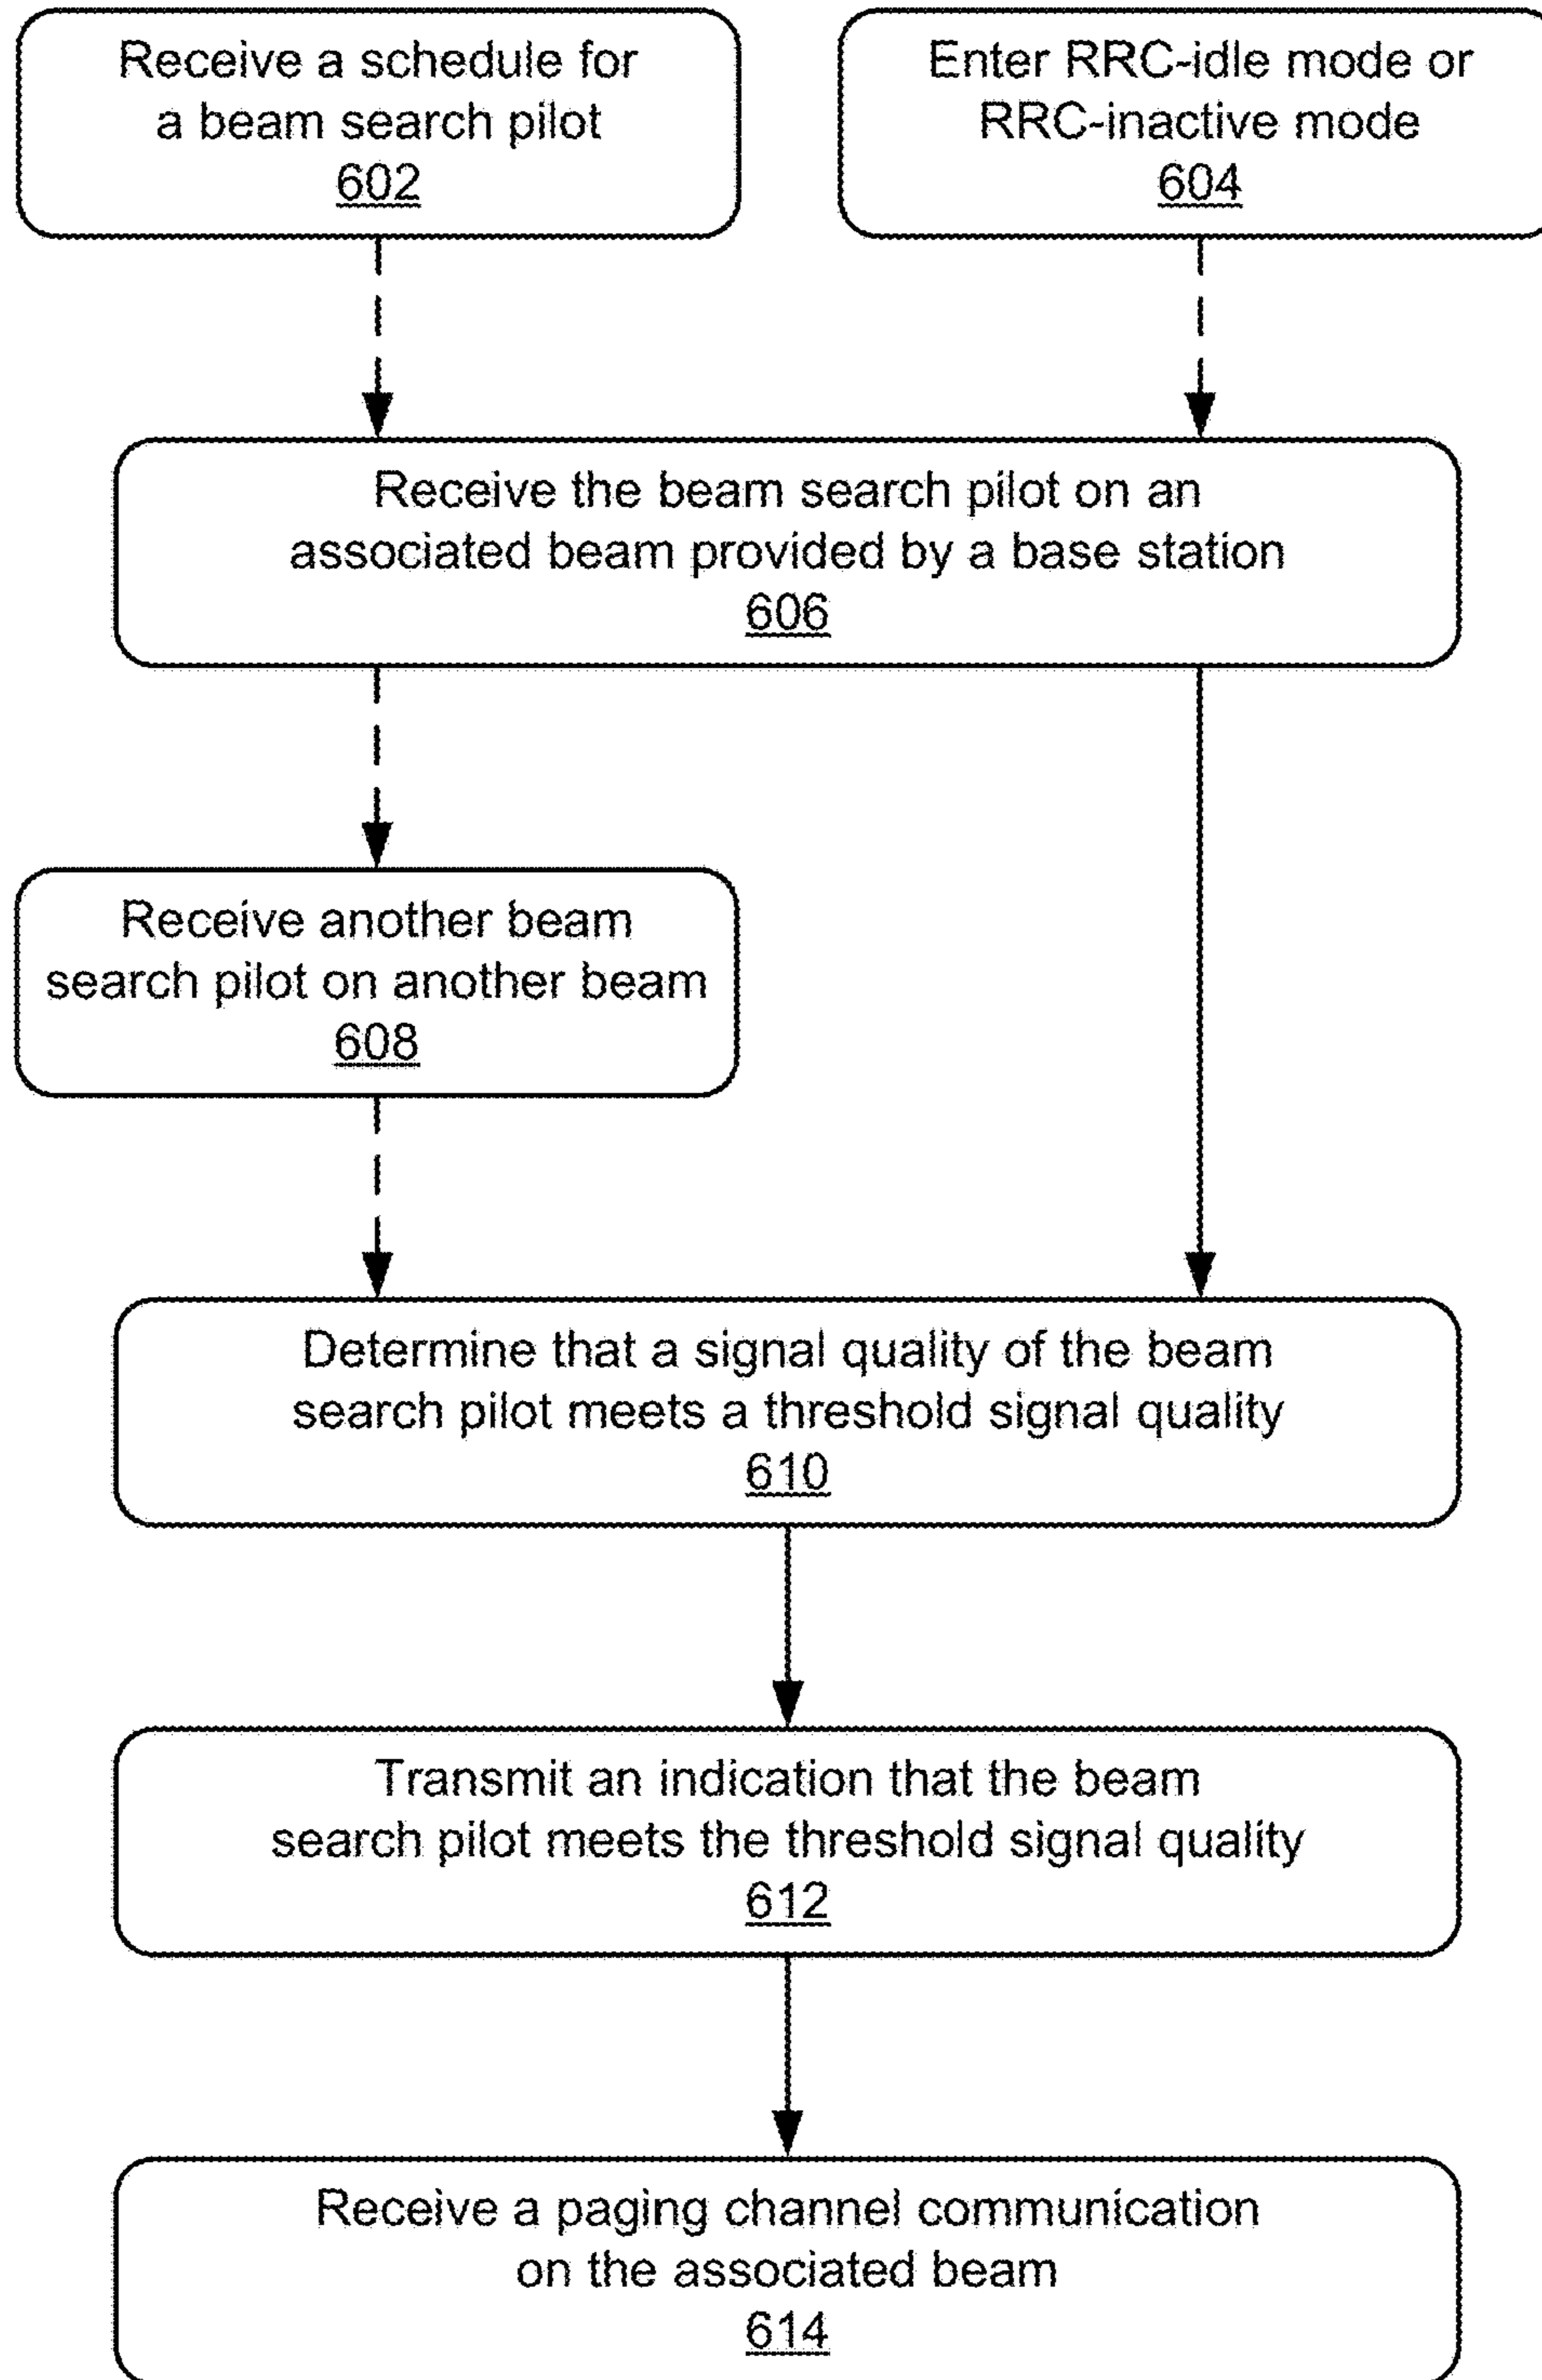 Receive a schedule for
a beam search pilot
602
Enter RRC-idle mode or
RRC-inactive mode
604
Receive the beam search pilot on an
associated beam provided by a base station
606
Receive another beam
search pilot on another beam
608
Determine that a signal quality of the beam
search pilot meets a threshold signal quality
610
Transmit an indication that the beam
search pilot meets the threshold signal quality
612
Receive a paging channel communication
on the associated beam
614